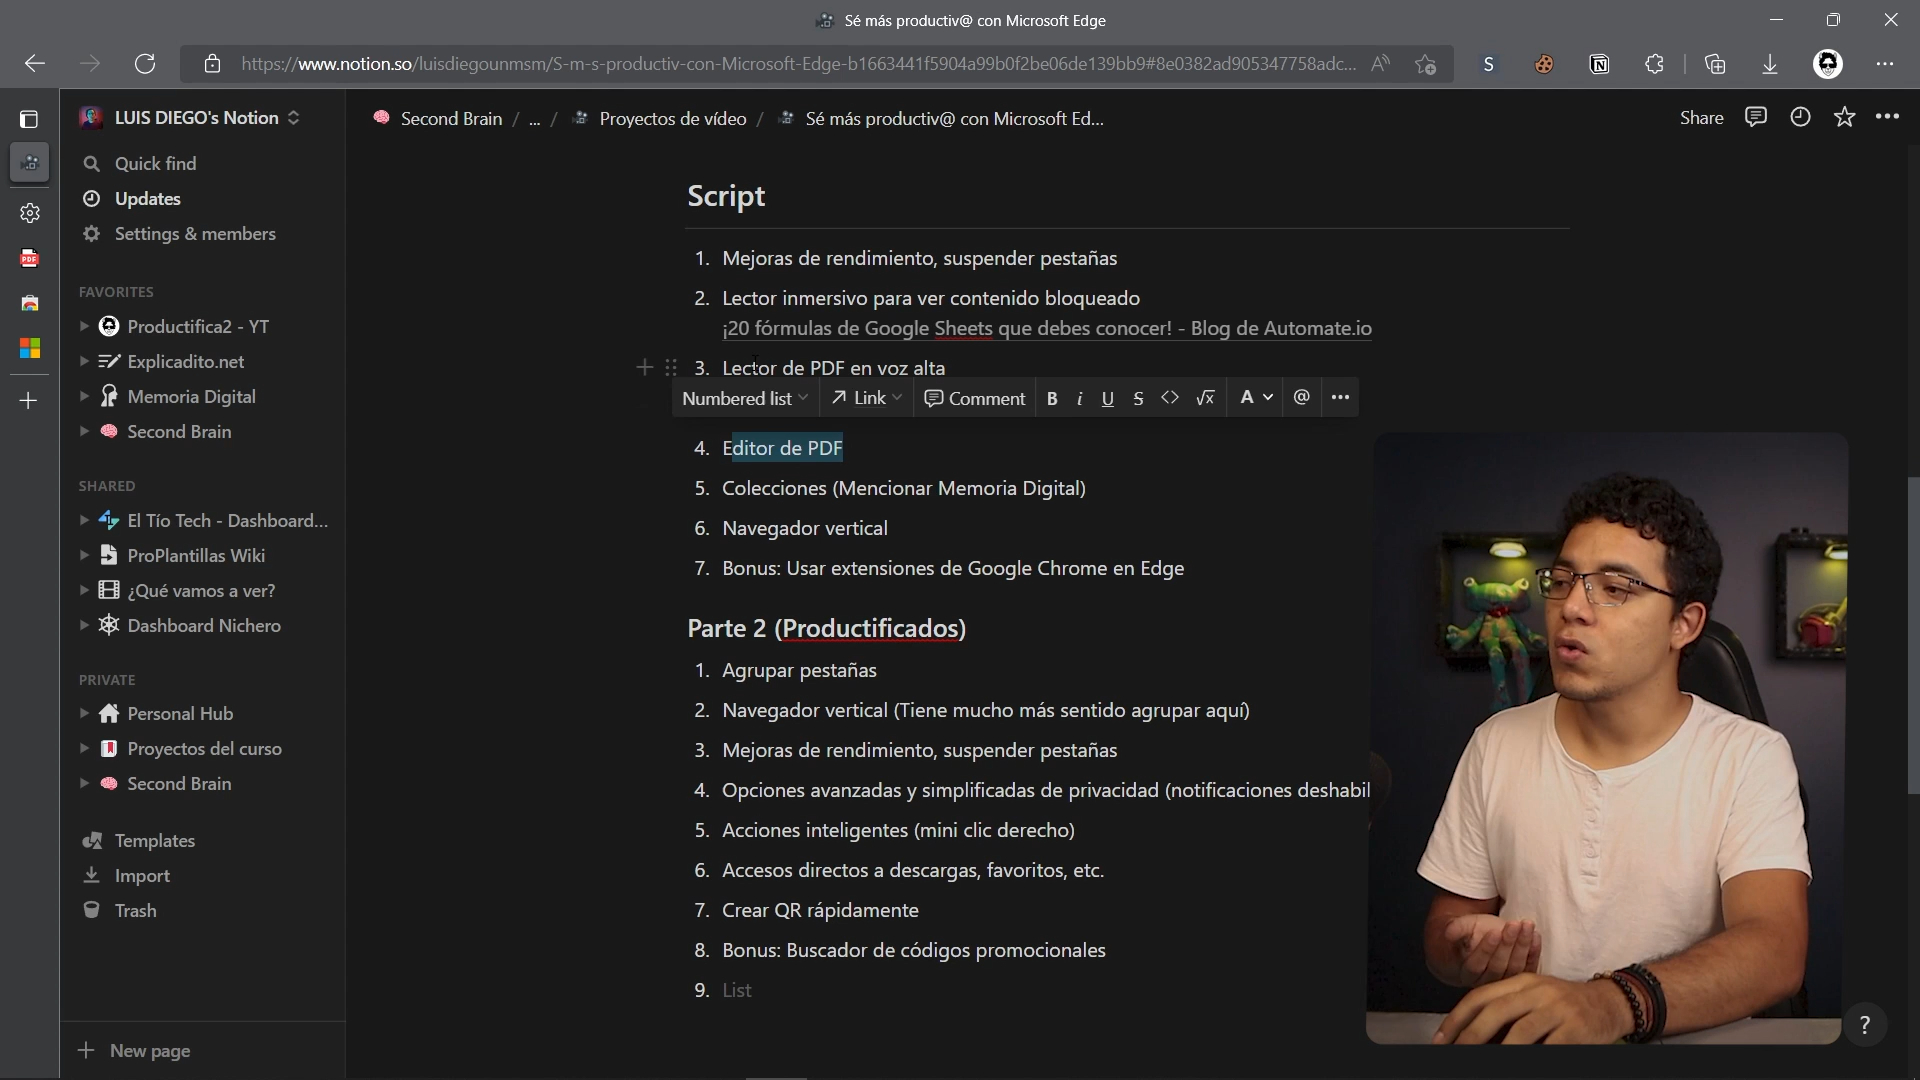 Sé más productiv@ con Microsoft Edge
https://www.notion.so/luisdiegounmsm/S-m-s-productiv-con-Microsoft-Edge-b1663441f5904a99b0f2be06de139bb9#8e0382ad905347758adc...
LUIS DIEGO's Notion
Second Brain / ... / Proyectos de vídeo / Sé más productiv@ con Microsoft Ed...
Share
Quick find
Updates
Settings & members
FAVORITES
Productifica2 - YT
Explicadito.net
Memoria Digital
Second Brain
SHARED
El Tío Tech - Dashboard...
ProPlantillas Wiki
¿Qué vamos a ver?
Dashboard Nichero
PRIVATE
Personal Hub
Proyectos del curso
Second Brain
Templates
Import
Trash
New page
Script
1. Mejoras de rendimiento, suspender pestañas
2. Lector inmersivo para ver contenido bloqueado
¡20 fórmulas de Google Sheets que debes conocer! - Blog de Automate.io
3. Lector de PDF en voz alta
Numbered list Link Comment B i U S <> √x A @ •••
4. Editor de PDF
5. Colecciones (Mencionar Memoria Digital)
6. Navegador vertical
7. Bonus: Usar extensiones de Google Chrome en Edge
Parte 2 (Productificados)
1. Agrupar pestañas
2. Navegador vertical (Tiene mucho más sentido agrupar aquí)
3. Mejoras de rendimiento, suspender pestañas
4. Opciones avanzadas y simplificadas de privacidad (notificaciones deshabil
5. Acciones inteligentes (mini clic derecho)
6. Accesos directos a descargas, favoritos, etc.
7. Crear QR rápidamente
8. Bonus: Buscador de códigos promocionales
9. List
?